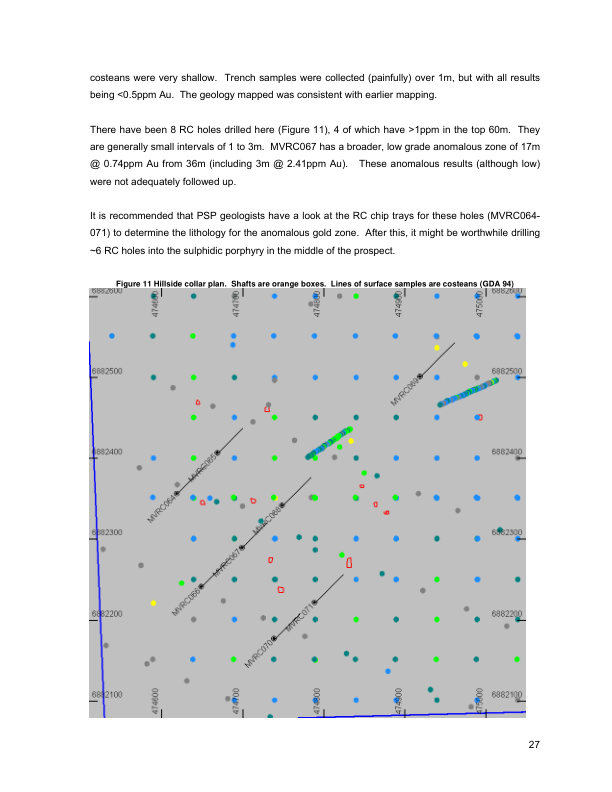 costeans were very shallow. Trench samples were collected (painfully) over 1m, but with all results
being <0.5ppm Au. The geology mapped was consistent with earlier mapping.
There have been 8 RC holes drilled here (Figure 11), 4 of which have >1ppm in the top 60m. They
are generally small intervals of 1 to 3m. MVRC067 has a broader, low grade anomalous zone of 17m
@ 0.74ppm Au from 36m (including 3m @ 2.41ppm Au). These anomalous results (although low)
were not adequately followed up.
It is recommended that PSP geologists have a look at the RC chip trays for these holes (MVRC064-
071) to determine the lithology for the anomalous gold zone. After this, it might be worthwhile drilling
~6 RC holes into the sulphidic porphyry in the middle of the prospect.
Figure 11 Hillside collar plan. Shafts are orange boxes. Lines of surface samples are costeans (GDA 94)
6882600
474600
474700
474800
474900
475000
6882600
6882500
MVRC069
6882500
6882400
MVRC065
6882400
MVRC064
MVRC068
6882300
MVRC067
6882300
MVRC066
6882200
MVRC071
6882200
MVRC070
6882100
474600
474700
474800
474900
475000
6882100
27